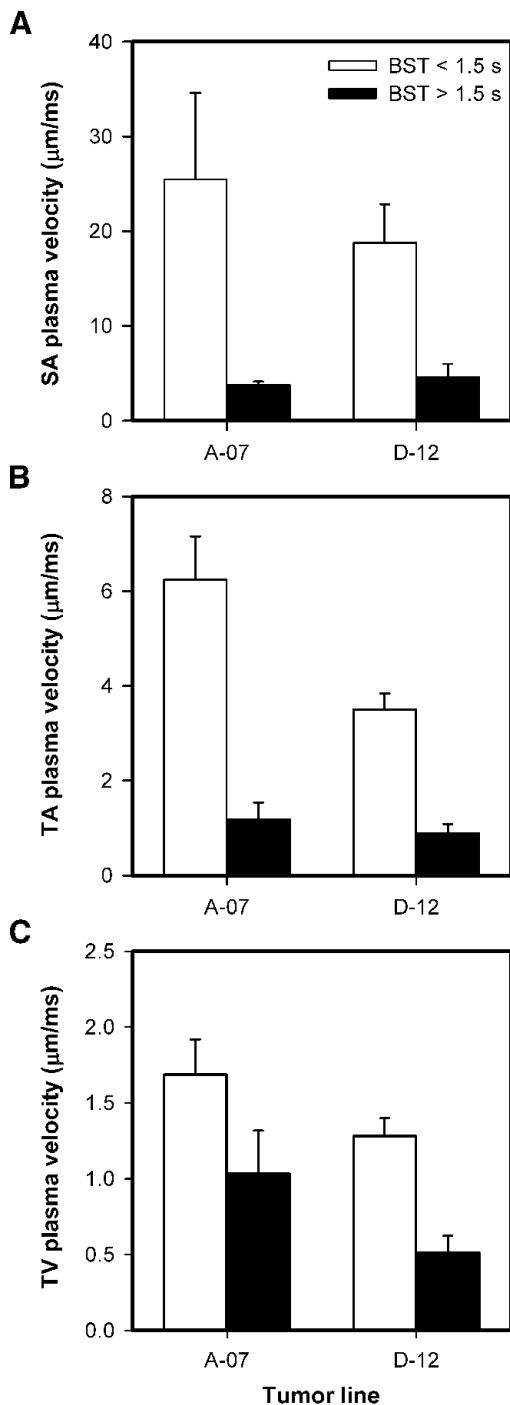 A
SA plasma velocity (µm/ms)
40
30
20
10
0
BST < 1.5 s
BST > 1.5 s
A-07
D-12
B
TA plasma velocity (µm/ms)
8
6
4
2
0
A-07
D-12
C
TV plasma velocity (µm/ms)
2.5
2.0
1.5
1.0
0.5
0.0
A-07
D-12
Tumor line